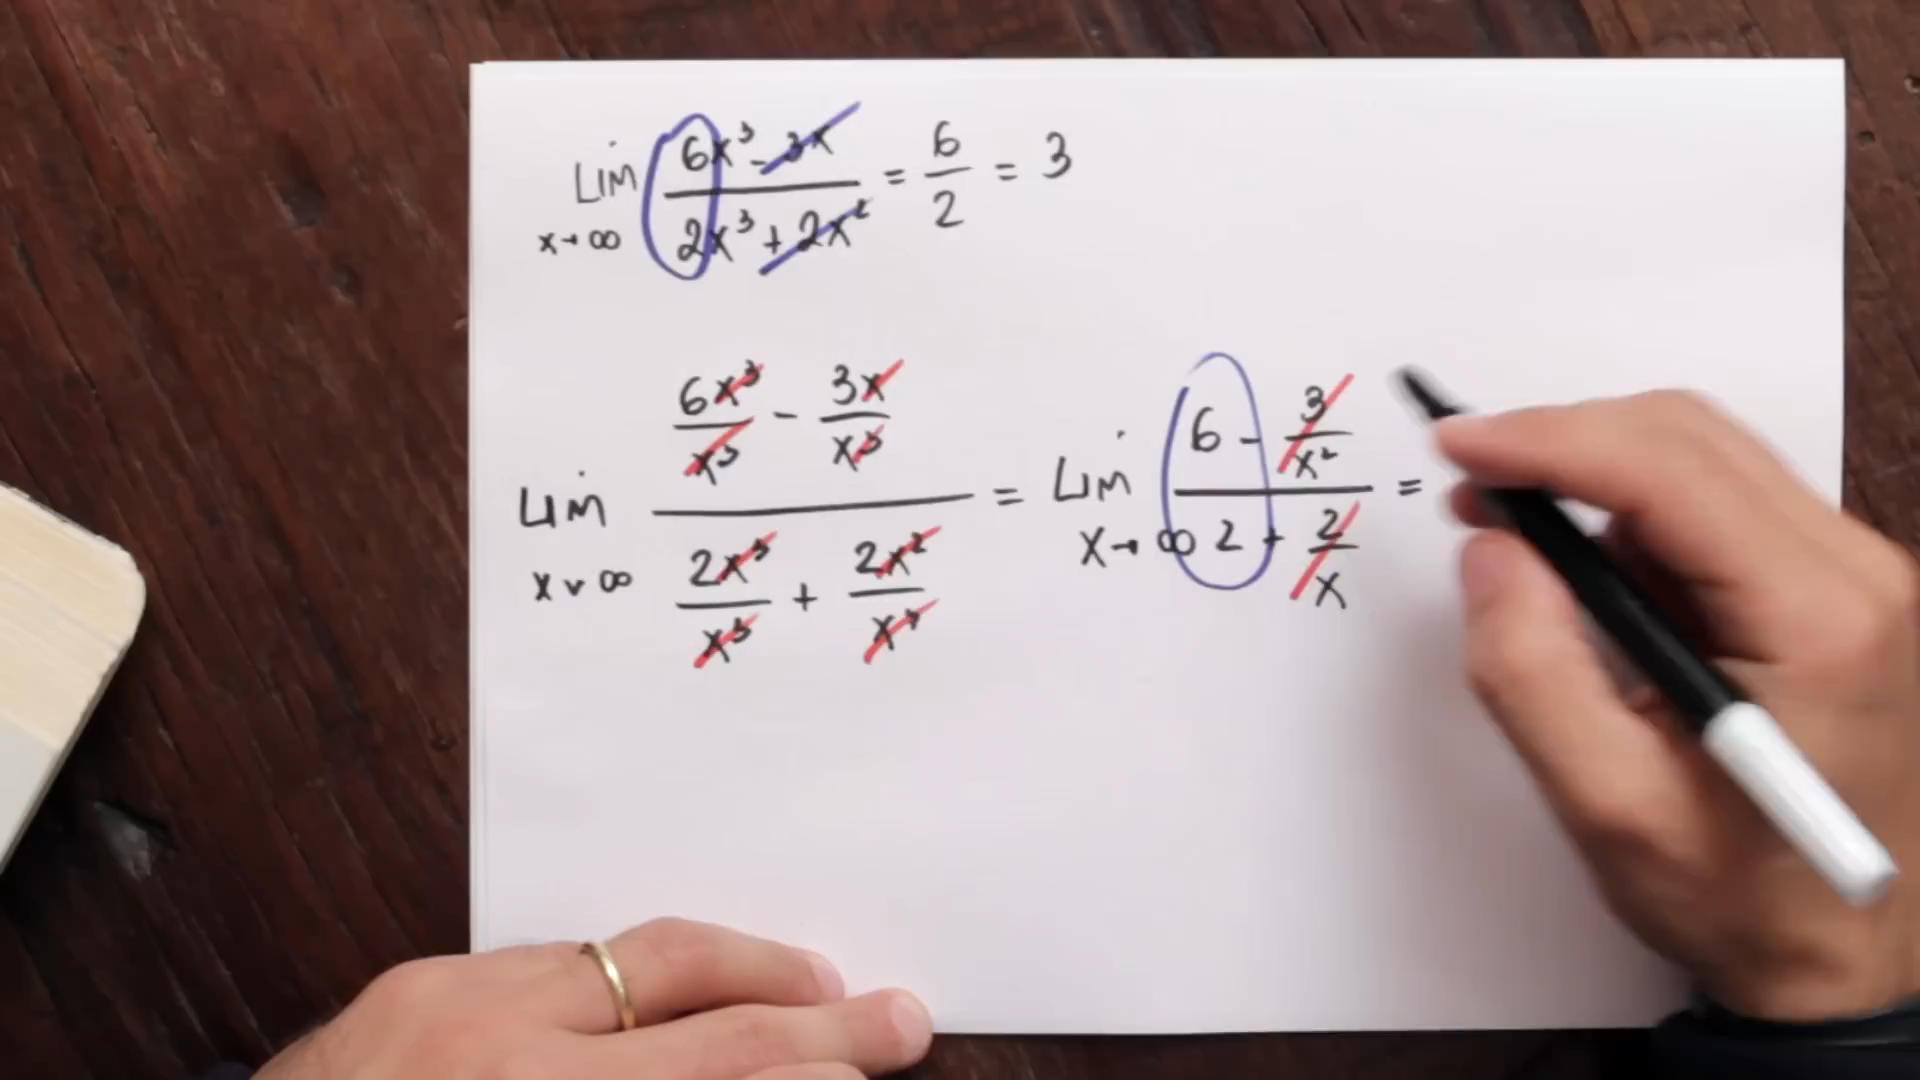 Lim x→∞ 6x³ - 3x / 2x³ + 2x² = 6/2 = 3
Lim x→∞ 6x³/x³ - 3x/x³ / 2x³/x³ + 2x²/x³ = Lim x→∞ 6 - 3/x² / 2 + 2/x =